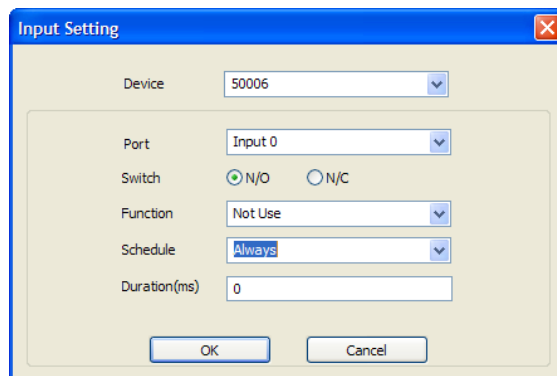 Input Setting
Device 50006
Port Input 0
Switch N/O N/C
Function Not Use
Schedule Always
Duration(ms) 0
OK Cancel